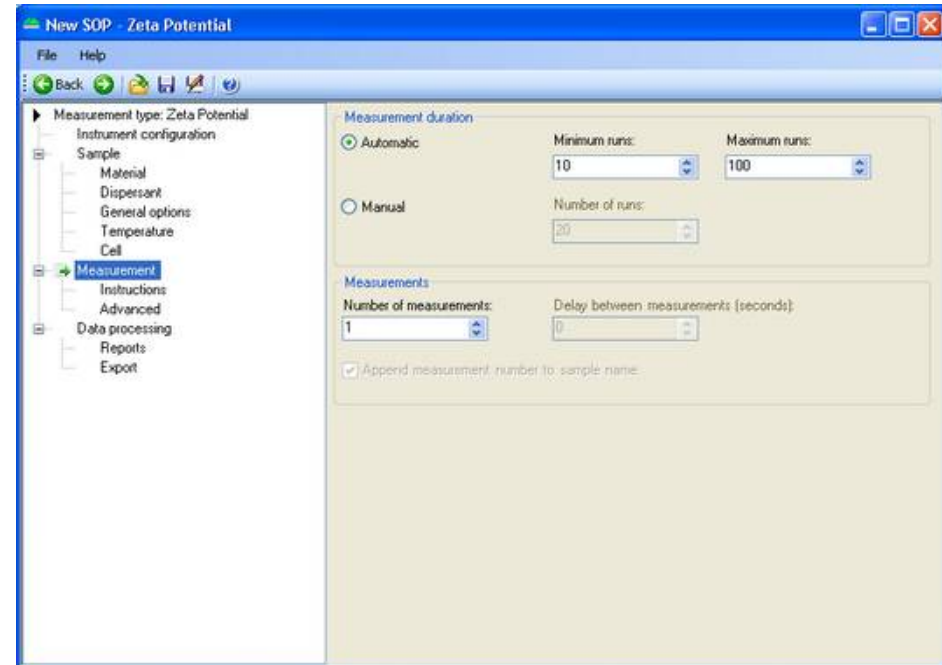 New SOP - Zeta Potential
File Help
Back
Measurement type: Zeta Potential
Instrument configuration
Sample
Material
Dispersant
General options
Temperature
Cell
Measurement
Instructions
Advanced
Data processing
Reports
Export
Measurement duration
Automatic
Minimum runs:
Maximum runs:
10
100
Manual
Number of runs:
20
Measurements
Number of measurements:
Delay between measurements (seconds):
1
0
Append measurement number to sample name